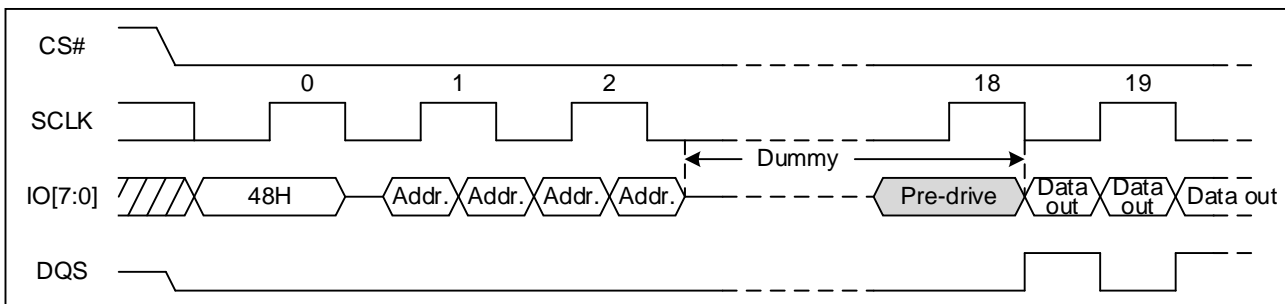 CS#
0 1 2 18 19
SCLK
Dummy
IO[7:0] 48H Addr. Addr. Addr. Addr. Pre-drive Data out Data out Data out
DQS